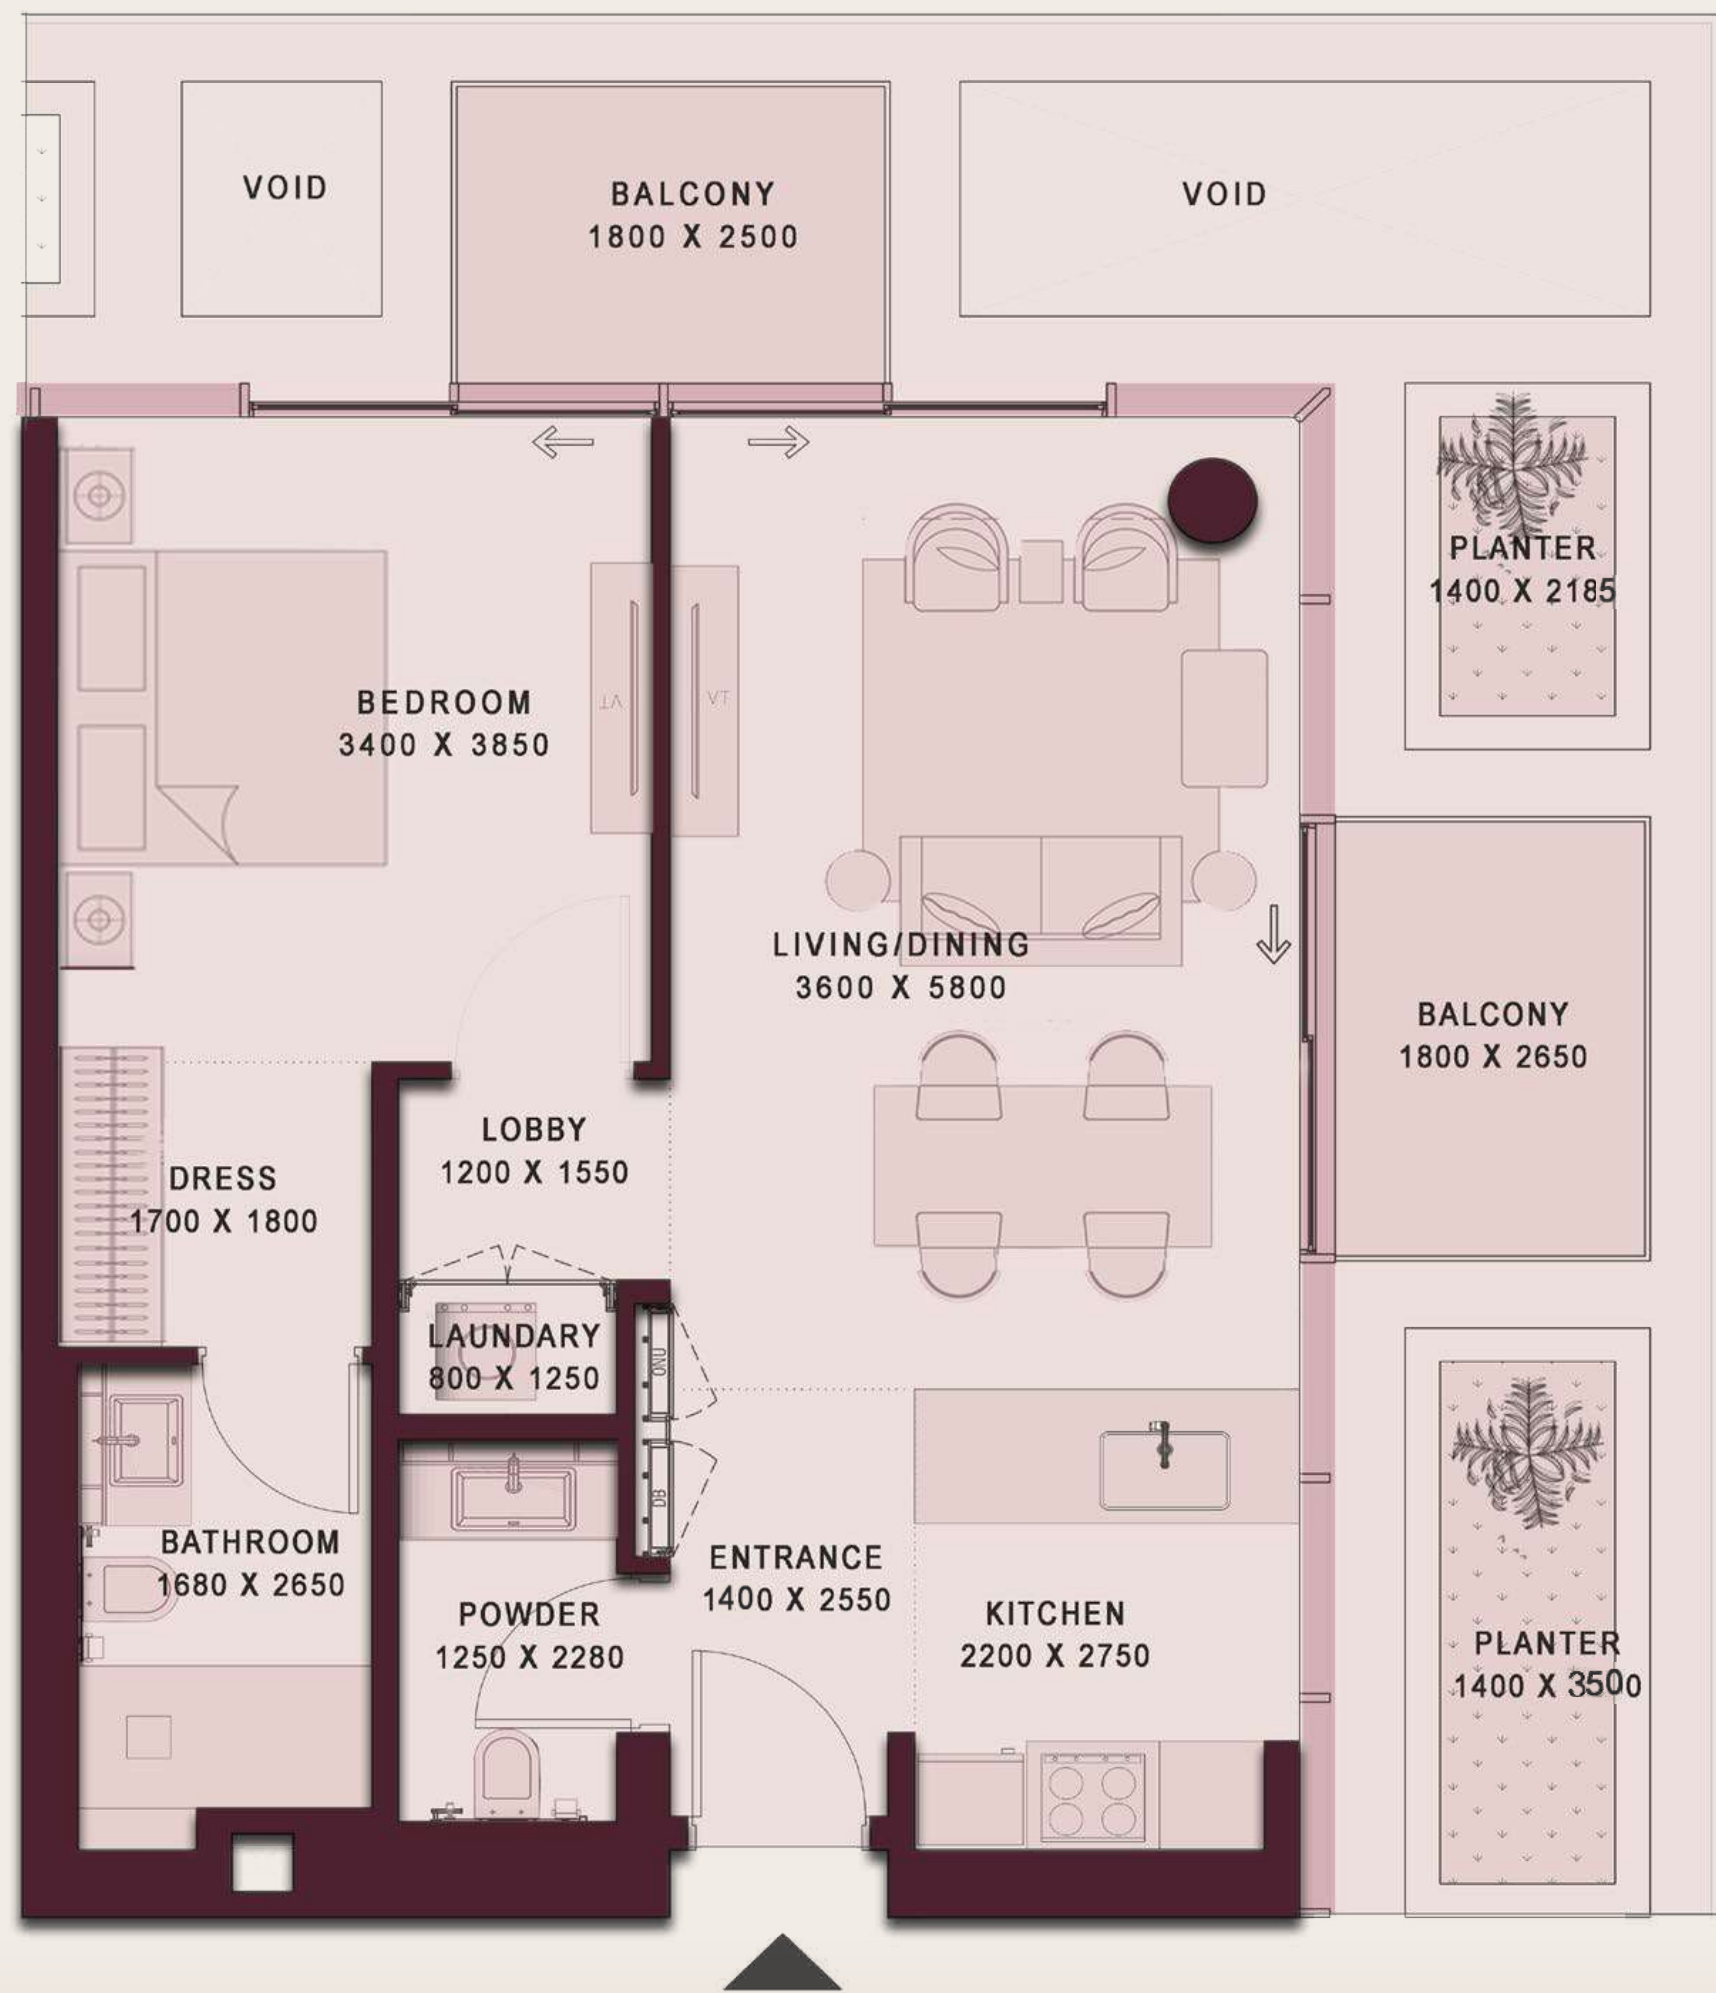 VOID
BALCONY
1800 X 2500
VOID
PLANTER
1400 X 2185
BEDROOM
3400 X 3850
TV
TV
LIVING/DINING
3600 X 5800
BALCONY
1800 X 2650
LOBBY
1200 X 1550
DRESS
1700 X 1800
LAUNDARY
800 X 1250
ONU
DB
BATHROOM
1680 X 2650
POWDER
1250 X 2280
ENTRANCE
1400 X 2550
KITCHEN
2200 X 2750
PLANTER
1400 X 3500